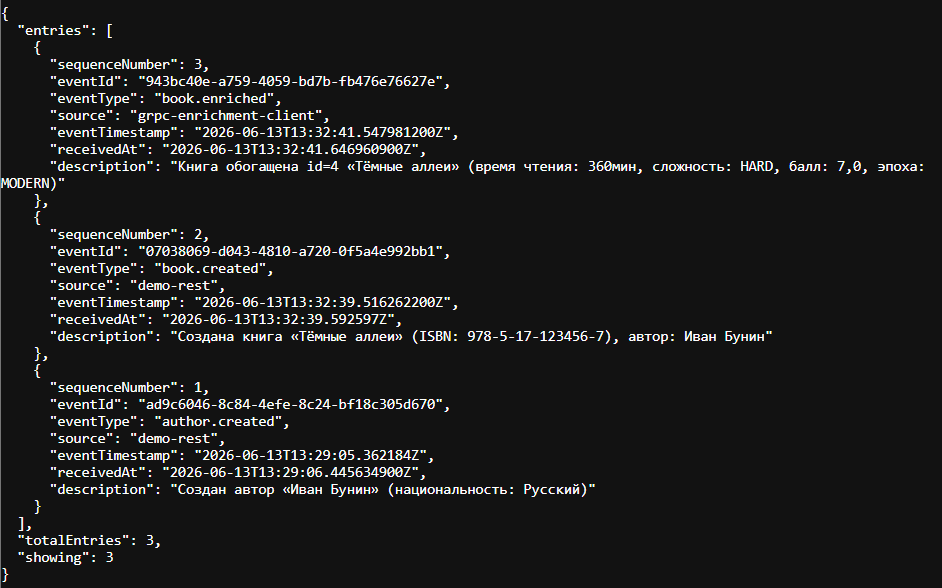 {
  "entries": [
    {
      "sequenceNumber": 3,
      "eventId": "943bc40e-a759-4059-bd7b-fb476e76627e",
      "eventType": "book.enriched",
      "source": "grpc-enrichment-client",
      "eventTimestamp": "2026-06-13T13:32:41.547981200Z",
      "receivedAt": "2026-06-13T13:32:41.646960900Z",
      "description": "Книга обогащена id=4 «Тёмные аллеи» (время чтения: 360мин, сложность: HARD, балл: 7,0, эпоха:
MODERN)"
    },
    {
      "sequenceNumber": 2,
      "eventId": "07038069-d043-4810-a720-0f5a4e992bb1",
      "eventType": "book.created",
      "source": "demo-rest",
      "eventTimestamp": "2026-06-13T13:32:39.516262200Z",
      "receivedAt": "2026-06-13T13:32:39.592597Z",
      "description": "Создана книга «Тёмные аллеи» (ISBN: 978-5-17-123456-7), автор: Иван Бунин"
    },
    {
      "sequenceNumber": 1,
      "eventId": "ad9c6046-8c84-4efe-8c24-bf18c305d670",
      "eventType": "author.created",
      "source": "demo-rest",
      "eventTimestamp": "2026-06-13T13:29:05.362184Z",
      "receivedAt": "2026-06-13T13:29:06.445634900Z",
      "description": "Создан автор «Иван Бунин» (национальность: Русский)"
    }
  ],
  "totalEntries": 3,
  "showing": 3
}